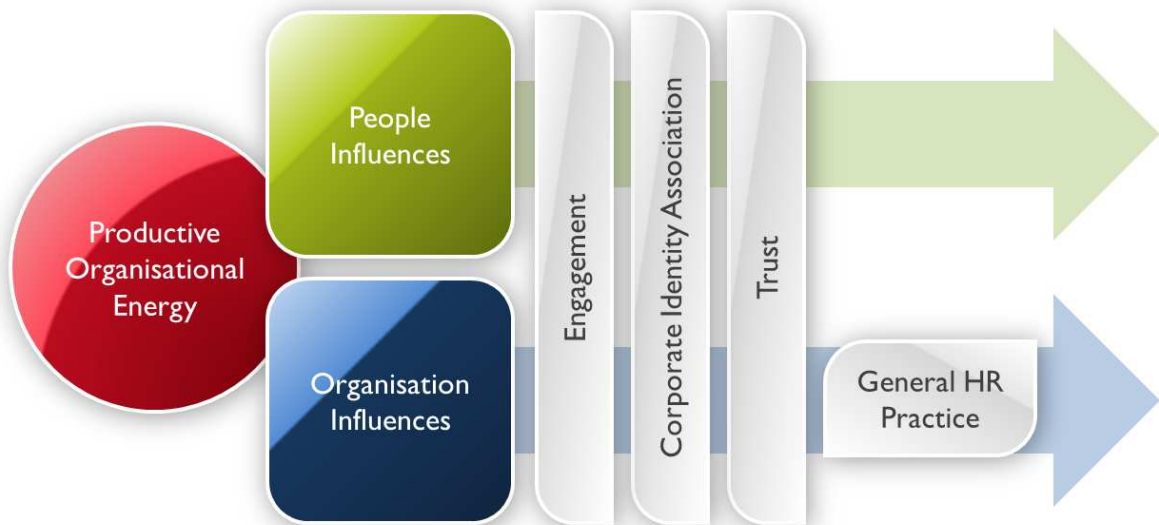 People
Influences
Productive
Organisational
Energy
Organisation
Influences
Engagement
Corporate Identity Association
Trust
General HR
Practice